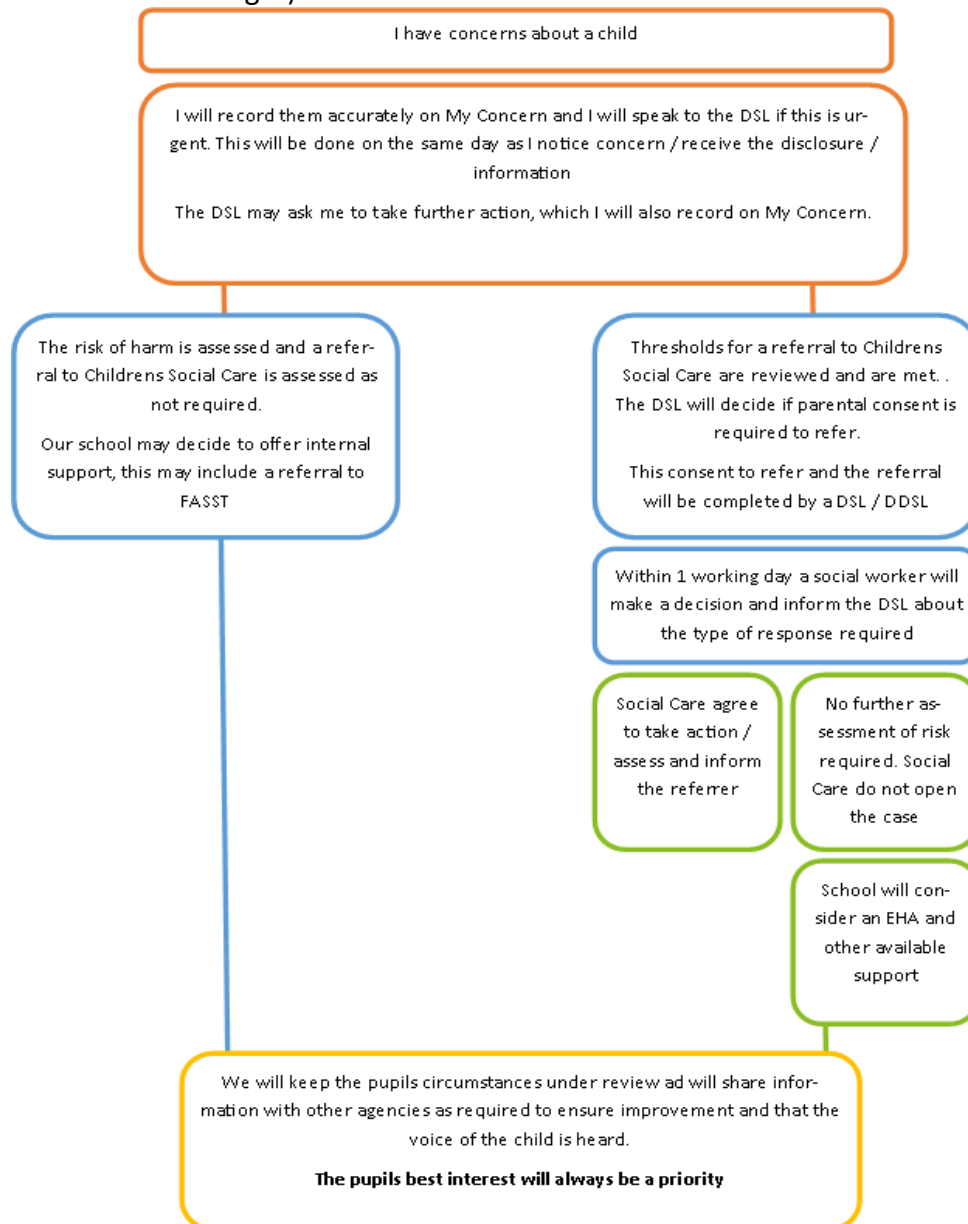 I have concerns about a child
I will record them accurately on My Concern and I will speak to the DSL if this is ur-
gent. This will be done on the same day as I notice concern / receive the disclosure /
information
The DSL may ask me to take further action, which I will also record on My Concern.
The risk of harm is assessed and a refer-
ral to Childrens Social Care is assessed as
not required.
Our school may decide to offer internal
support, this may include a referral to
FASST
Thresholds for a referral to Childrens
Social Care are reviewed and are met. .
The DSL will decide if parental consent is
required to refer.
This consent to refer and the referral
will be completed by a DSL / DDSL
Within 1 working day a social worker will
make a decision and inform the DSL about
the type of response required
Social Care agree
to take action /
assess and inform
the referrer
No further as-
sessment of risk
required. Social
Care do not open
the case
School will con-
sider an EHA and
other available
support
We will keep the pupils circumstances under review ad will share infor-
mation with other agencies as required to ensure improvement and that the
voice of the child is heard.
The pupils best interest will always be a priority